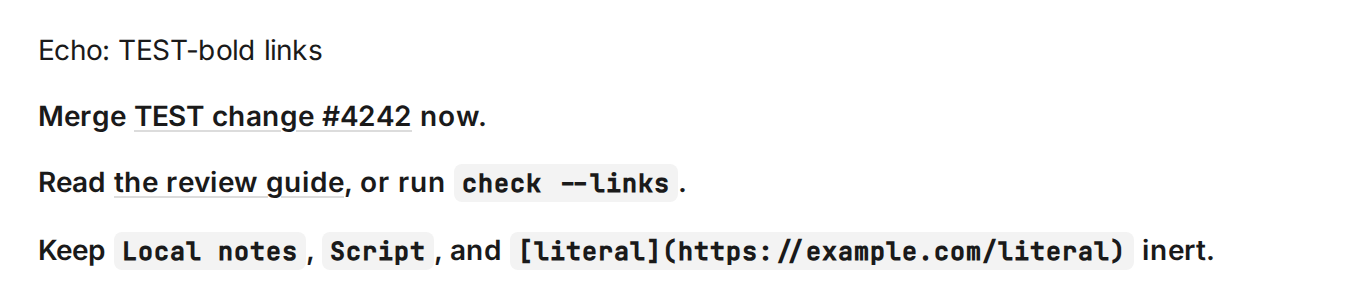 Echo: TEST-bold links
Merge TEST change #4242 now.
Read the review guide, or run check --links.
Keep Local notes, Script, and [literal](https://example.com/literal) inert.